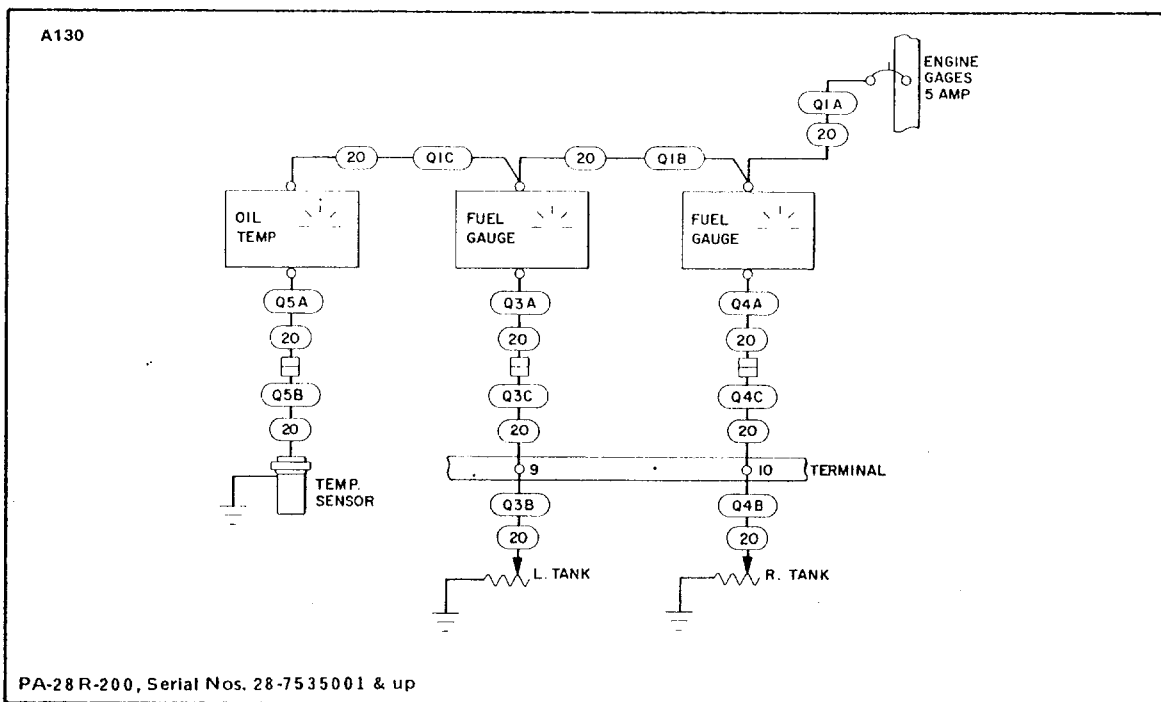 A130
ENGINE
GAGES
5 AMP
Q1A
20
20
Q1C
20
Q1B
OIL
TEMP
FUEL
GAUGE
FUEL
GAUGE
Q5A
Q3A
Q4A
20
20
20
Q5B
Q3C
Q4C
20
20
20
9
10
TERMINAL
TEMP.
SENSOR
Q3B
Q4B
20
20
L. TANK
R. TANK
PA-28R-200, Serial Nos. 28-7535001 & up